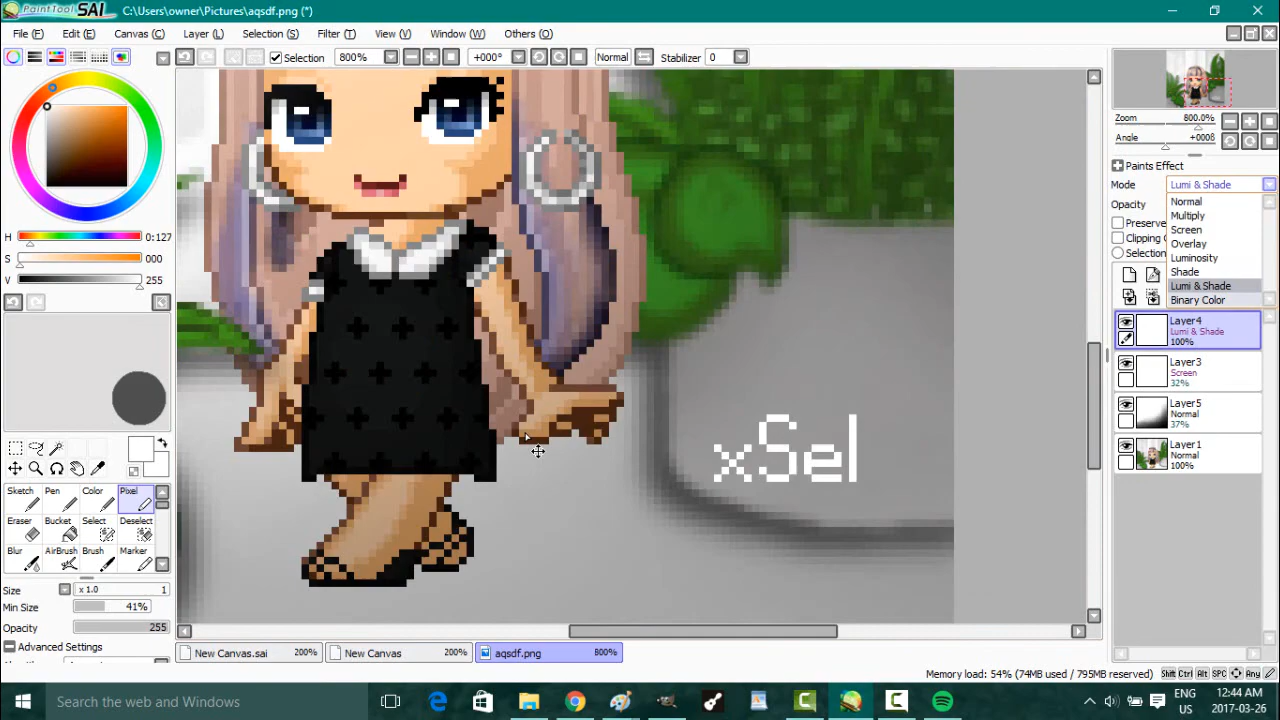 PaintTool SAI C:\Users\owner\Pictures\aqsdf.png (*)
File (F) Edit (E) Canvas (C) Layer (L) Selection (S) Filter (T) View (V) Window (W) Others (O)
Selection 800% +000° Normal Stabilizer 0
Zoom 800.0%
Angle
Paints Effect
Mode Lumi & Shade
Opacity
Normal
Multiply
Screen
Overlay
Luminosity
Shade
Lumi & Shade
Binary Color
Preserve
Clipping
Selection
Layer4
Lumi & Shade
100%
Layer3
Screen
32%
Layer5
Normal
37%
Layer1
Normal
100%
H 0:127
S 000
V 255
Sketch Pen Color Pixel
Eraser Bucket Select Deselect
Blur AirBrush Brush Marker
Size x 1.0 1
Min Size 41%
Opacity 255
Advanced Settings
xSel
New Canvas.sai 200% New Canvas 200% aqsdf.png 800%
Memory load: 54% (74MB used / 795MB reserved) Shift Ctrl Alt SPC Any
Search the web and Windows
ENG
US
12:44 AM
2017-03-26